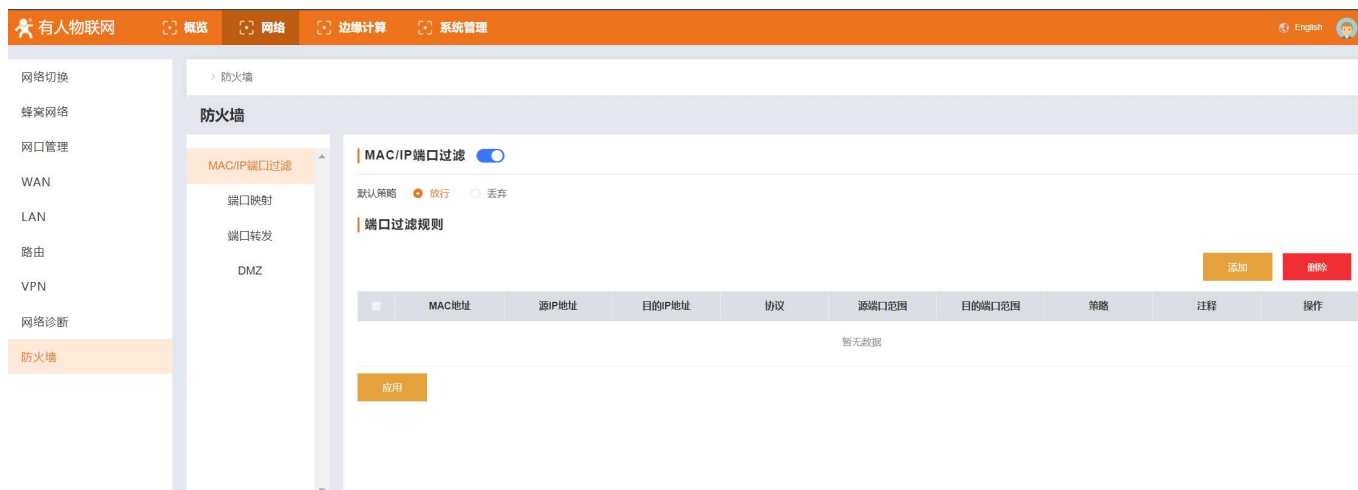 有人物联网 概览 网络 边缘计算 系统管理 English
网络切换
蜂窝网络
网口管理
WAN
LAN
路由
VPN
网络诊断
防火墙
> 防火墙
防火墙
MAC/IP端口过滤
端口映射
端口转发
DMZ
MAC/IP端口过滤
默认策略 放行 丢弃
端口过滤规则
添加 删除
MAC地址 源IP地址 目的IP地址 协议 源端口范围 目的端口范围 策略 注释 操作
暂无数据
应用